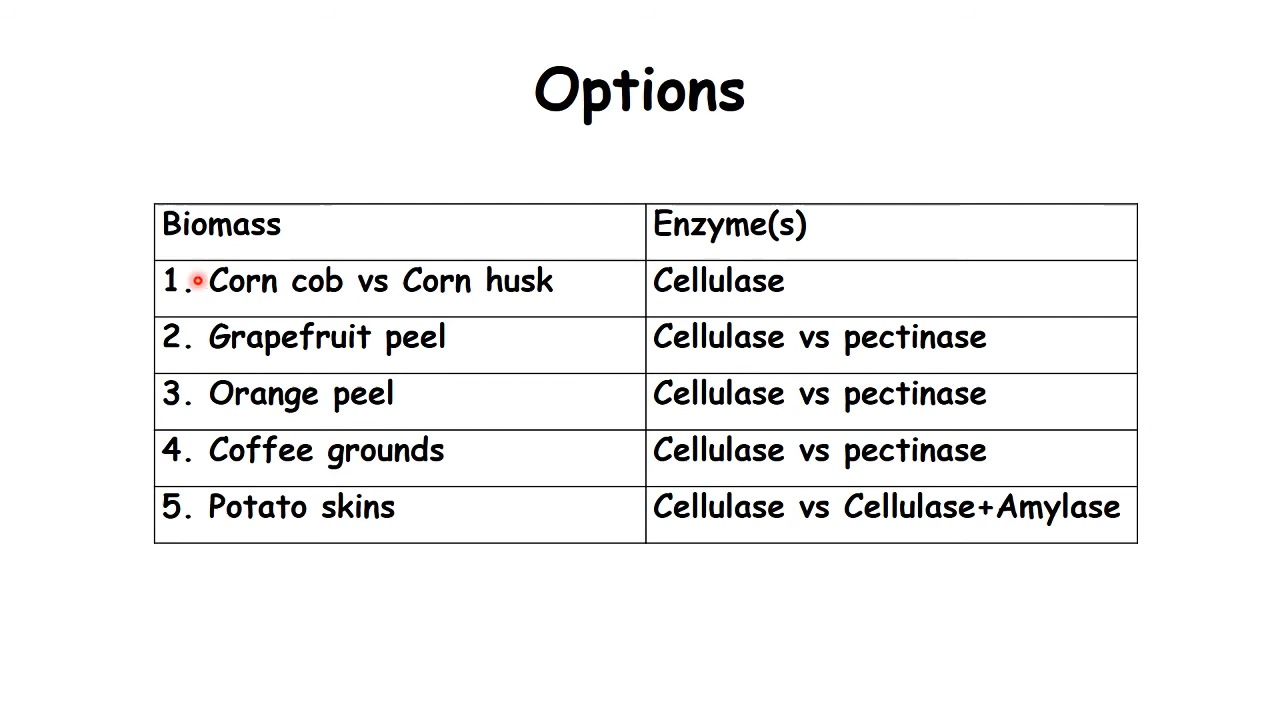 Options
Biomass Enzyme(s)
1. Corn cob vs Corn husk Cellulase
2. Grapefruit peel Cellulase vs pectinase
3. Orange peel Cellulase vs pectinase
4. Coffee grounds Cellulase vs pectinase
5. Potato skins Cellulase vs Cellulase+Amylase